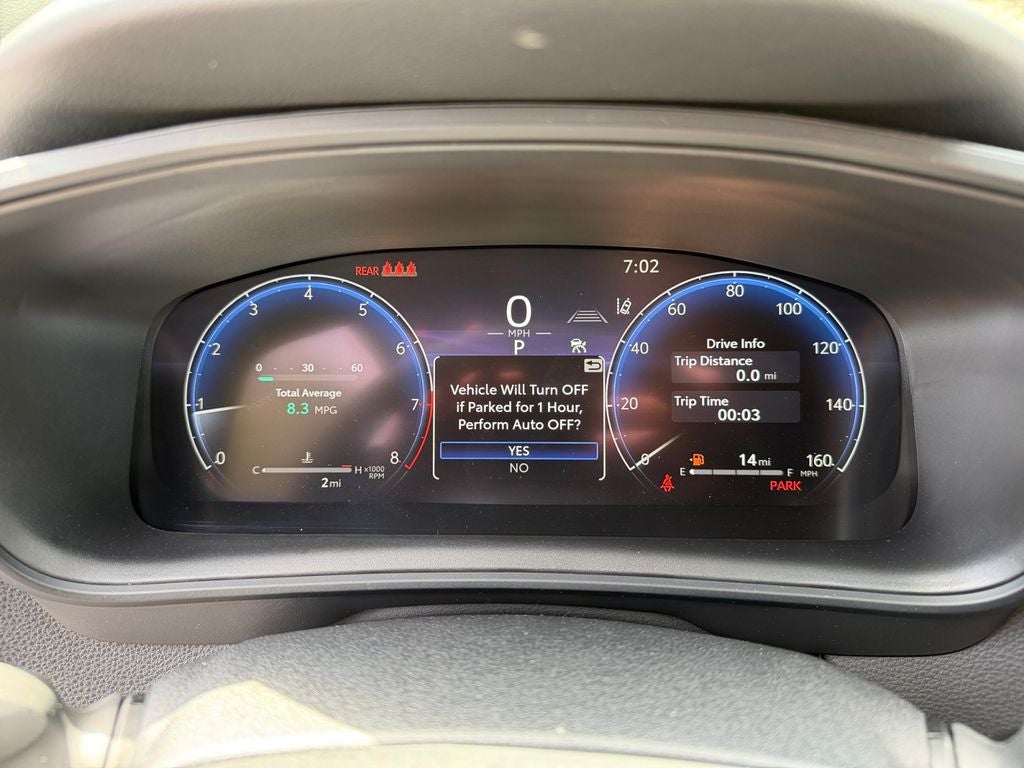 REAR
7:02
0
MPH
P
0 1 2 3 4 5 6 7 8
0 30 60
Total Average
8.3 MPG
C H x1000
RPM
2 mi
Vehicle Will Turn OFF
if Parked for 1 Hour,
Perform Auto OFF?
YES
NO
0 20 40 60 80 100 120 140 160
MPH
Drive Info
Trip Distance
0.0 mi
Trip Time
00:03
14 mi
E F
PARK